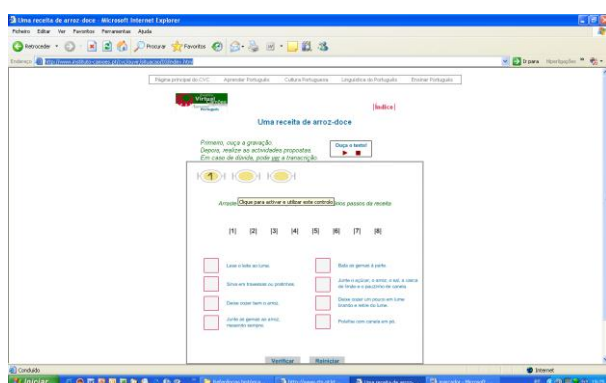 Uma receita de arroz-doce - Microsoft Internet Explorer
Ficheiro Editar Ver Favoritos Ferramentas Ajuda
Retroceder Procurar Favoritos
Endereço Ir para
Página principal do CVC Aprender Português Cultura Portuguesa Linguística do Português Ensinar Português
Virtual
|Índice|
Uma receita de arroz-doce
Primeiro, ouça a gravação.
Depois, realize as actividades propostas.
Em caso de dúvida, pode ver a transcrição.
Ouça o texto!
1
Clique para activar e utilizar este controlo
passos da receita
|1| |2| |3| |4| |5| |6| |7| |8|
Leve o leite ao lume.
Bata as gemas à parte.
Sirva em travessas ou pratinhos.
Junte o açúcar, o arroz, o sal, a casca de limão e o pauzinho de canela.
Deixe cozer bem o arroz.
Deixe cozer um pouco em lume brando e retire do lume.
Junte as gemas ao arroz, mexendo sempre.
Polvilhe com canela em pó.
Verificar Reiniciar
Concluído Internet
Iniciar